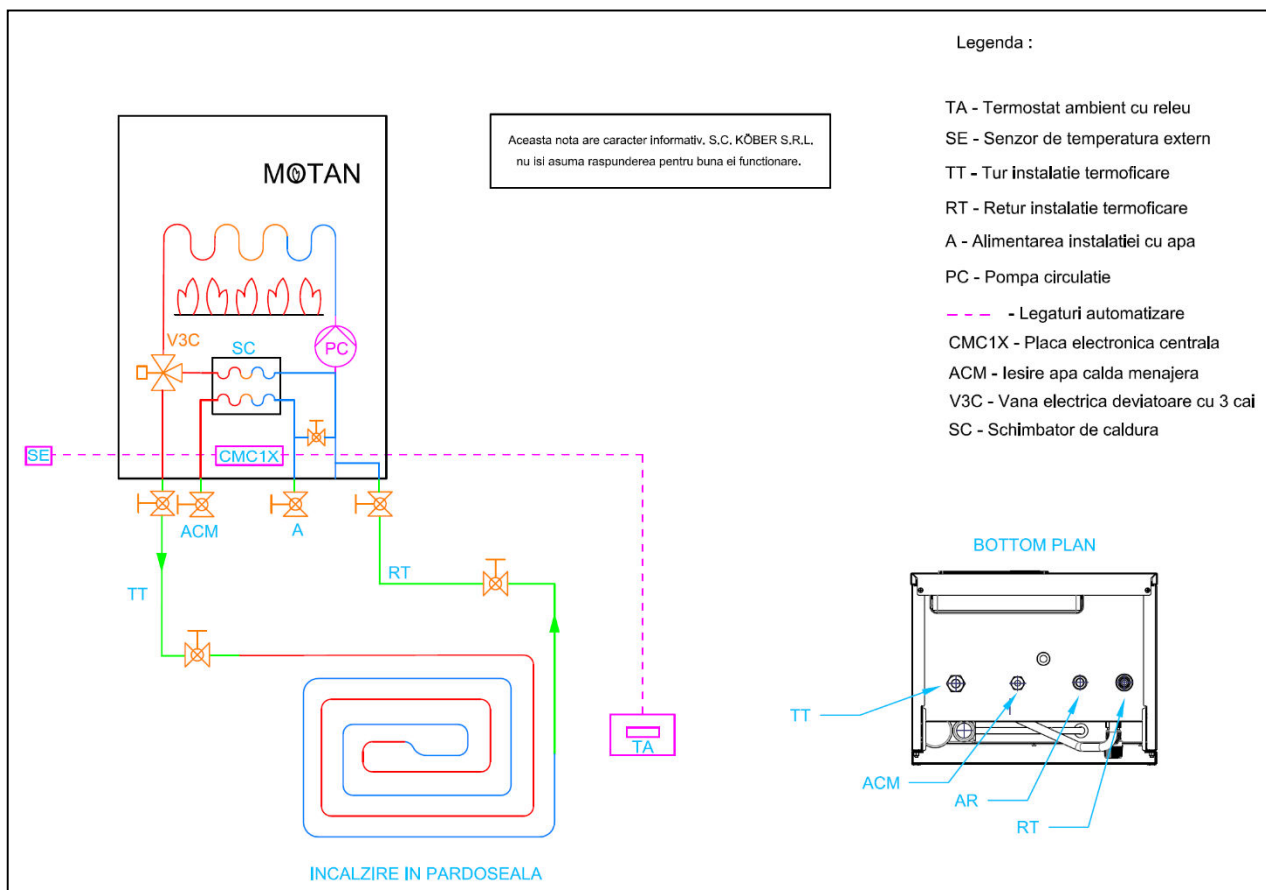 Legenda :
TA - Termostat ambient cu releu
SE - Senzor de temperatura extern
TT - Tur instalatie termoficare
RT - Retur instalatie termoficare
A - Alimentarea instalatiei cu apa
PC - Pompa circulatie
- Legaturi automatizare
CMC1X - Placa electronica centrala
ACM - Iesire apa calda menajera
V3C - Vana electrica deviatoare cu 3 cai
SC - Schimbator de caldura
Aceasta nota are caracter informativ. S.C. KÖBER S.R.L.
nu isi asuma raspunderea pentru buna ei functionare.
MOTAN
V3C
SC
PC
SE
CMC1X
ACM
A
TT
RT
TA
INCALZIRE IN PARDOSEALA
BOTTOM PLAN
TT
ACM
AR
RT